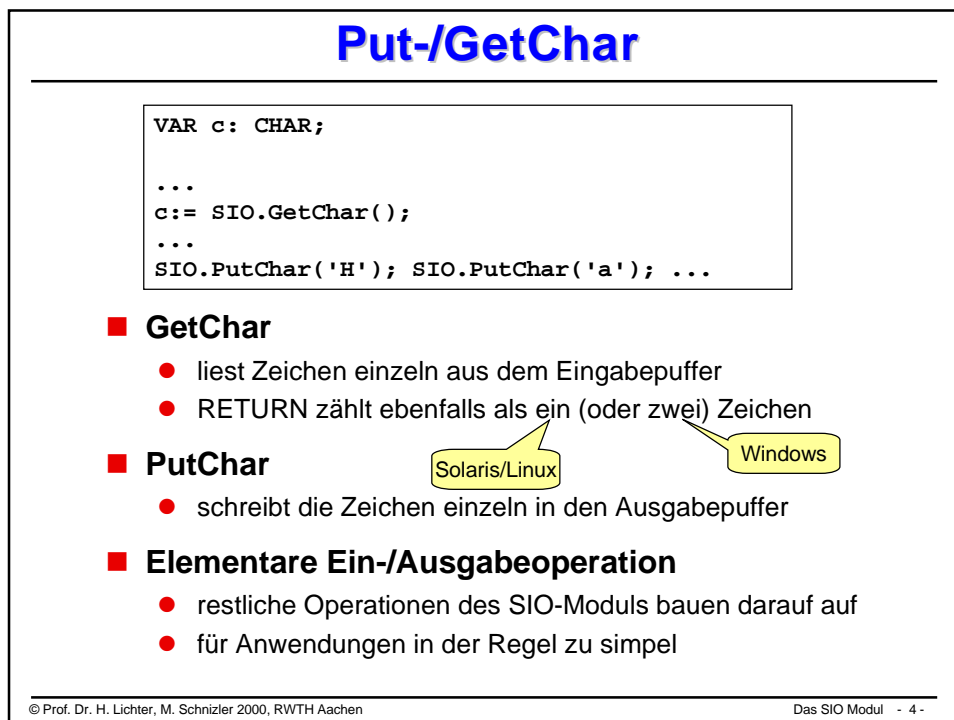 Put-/GetChar
VAR c: CHAR;
...
c:= SIO.GetChar();
...
SIO.PutChar('H'); SIO.PutChar('a'); ...
GetChar
liest Zeichen einzeln aus dem Eingabepuffer
RETURN zählt ebenfalls als ein (oder zwei) Zeichen
Solaris/Linux
Windows
PutChar
schreibt die Zeichen einzeln in den Ausgabepuffer
Elementare Ein-/Ausgabeoperation
restliche Operationen des SIO-Moduls bauen darauf auf
für Anwendungen in der Regel zu simpel
© Prof. Dr. H. Lichter, M. Schnizler 2000, RWTH Aachen
Das SIO Modul - 4 -